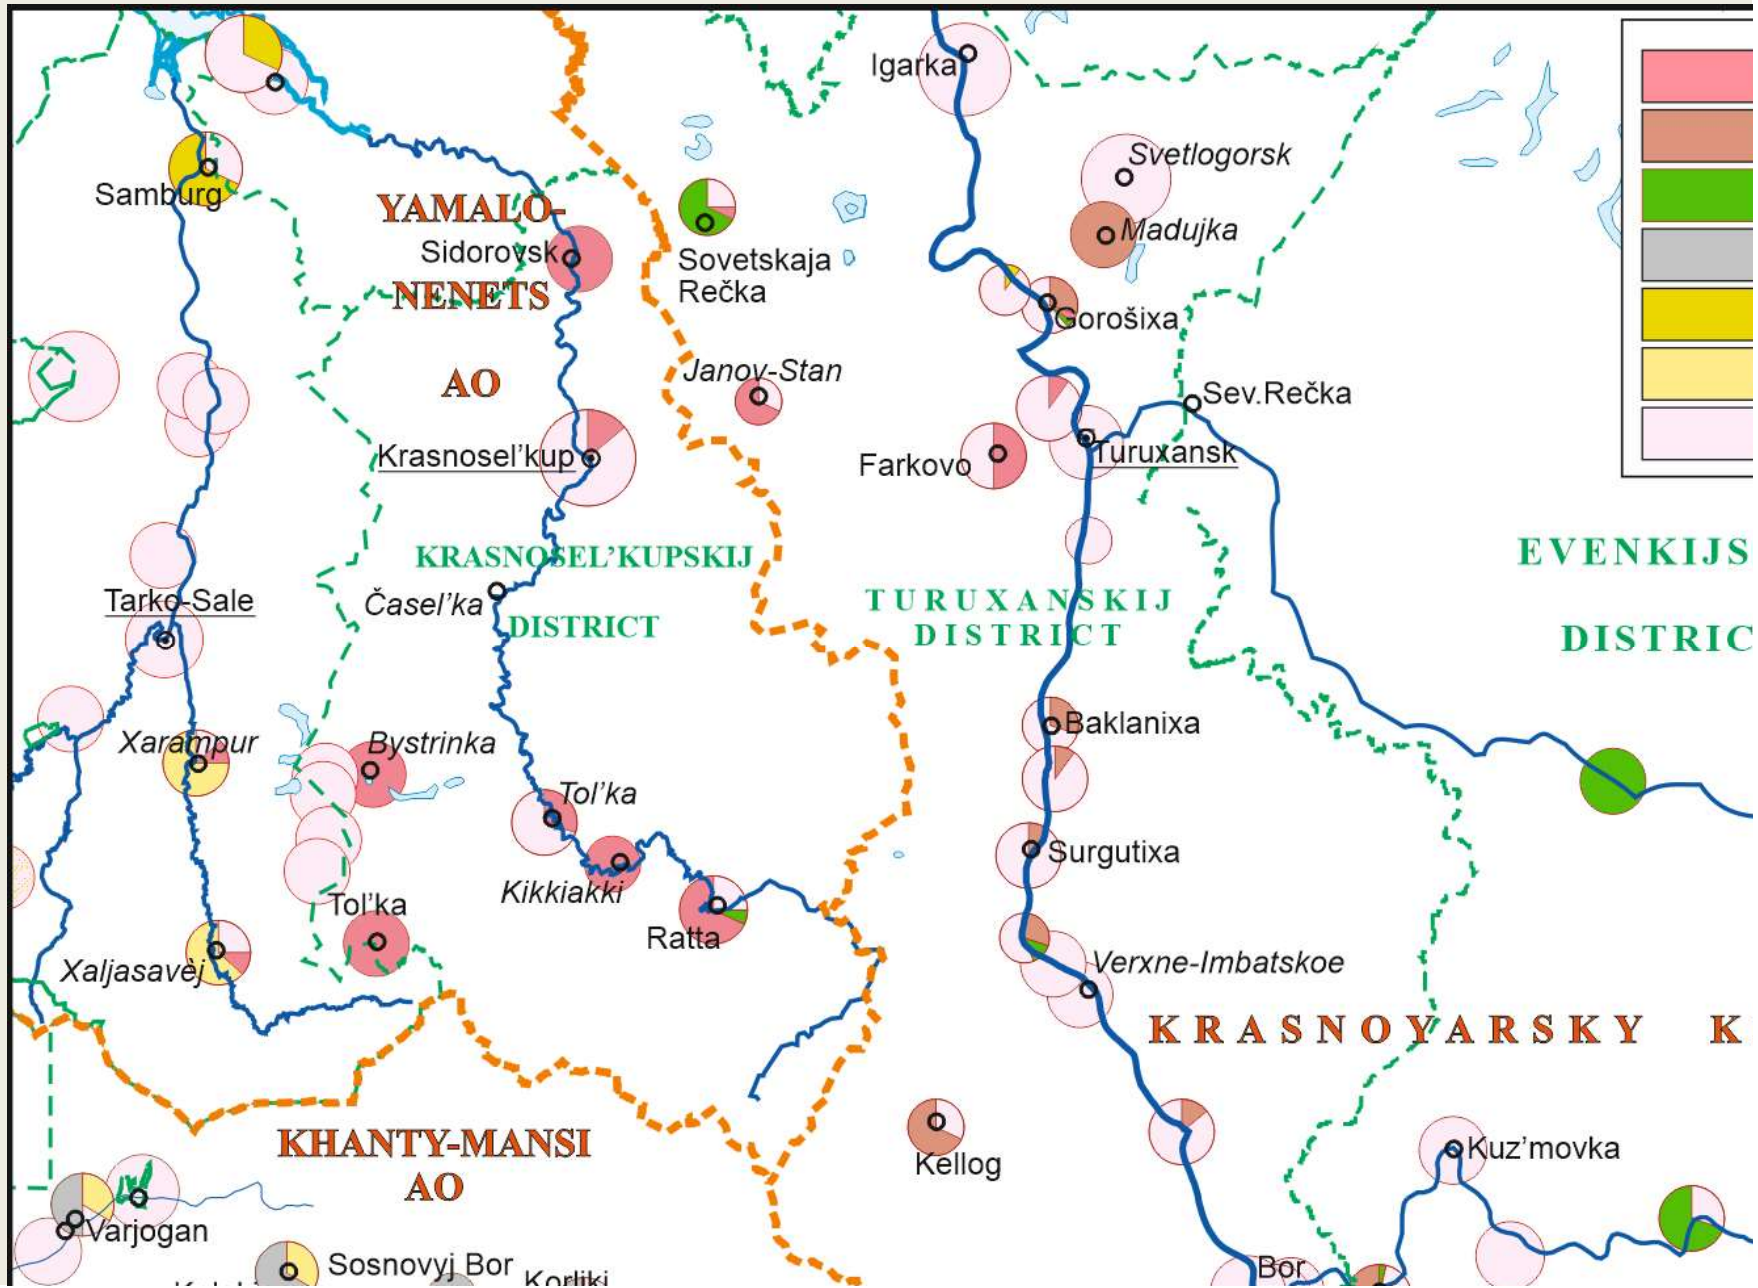 Igarka
Svetlogorsk
Samburg
YAMALO-
Madujka
Sidorovsk
Sovetskaja
Rečka
NENETS
Gorošixa
Janov-Stan
AO
Sev.Rečka
Krasnosel'kup
Farkovo
Turuxansk
KRASNOSEL'KUPSKIJ
EVENKIJS
Tarko-Sale
Časel'ka
TURUXANSKIJ
DISTRICT
DISTRICT
DISTRIC
Baklanixa
Xarampur
Bystrinka
Tol'ka
Surgutixa
Kikkiakki
Tol'ka
Ratta
Xaljasavèj
Verxne-Imbatskoe
KRASNOYARSKY K
KHANTY-MANSI
AO
Kellog
Kuz'movka
Varjogan
Sosnovyj Bor
Korliki
Bor